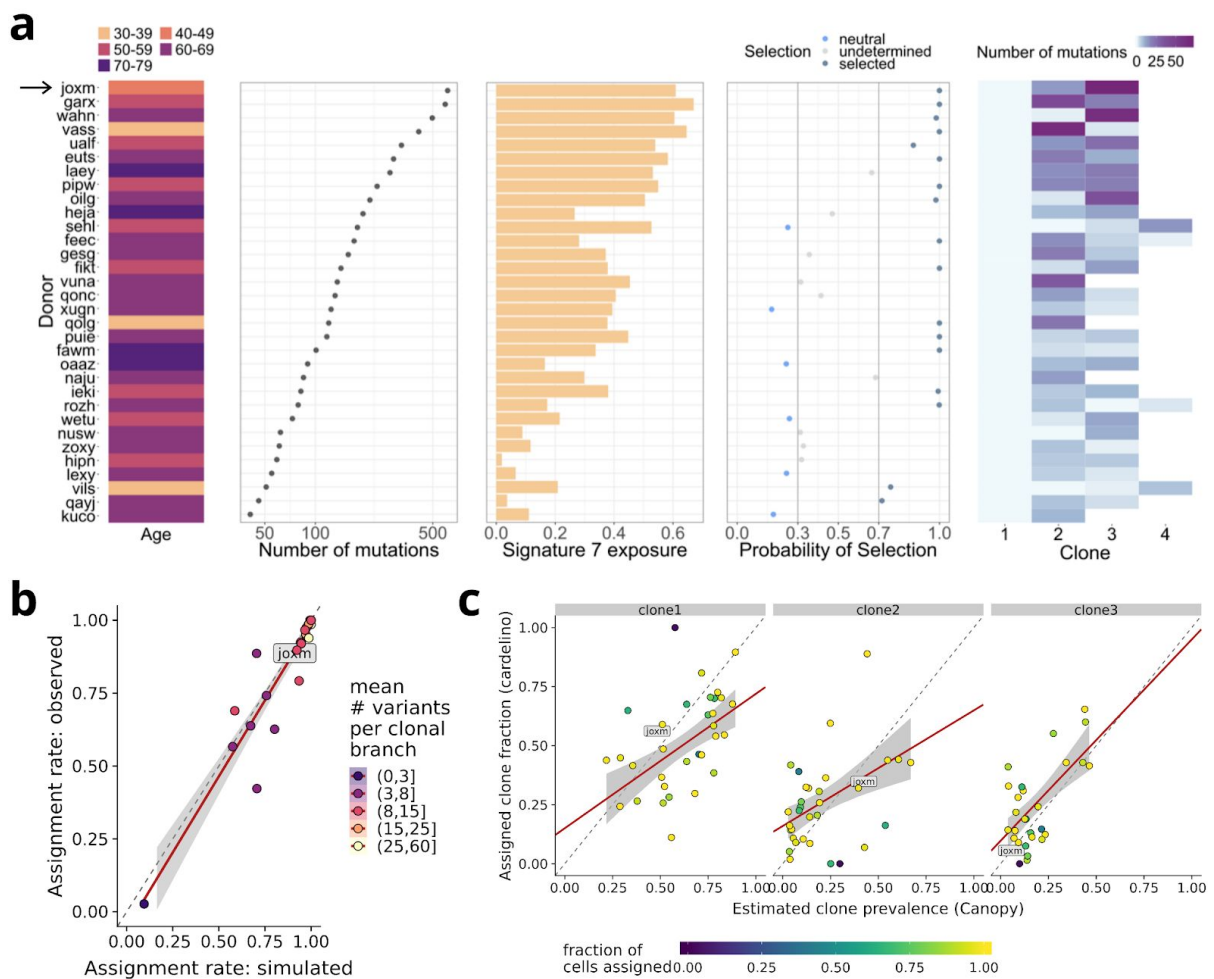 a
30-39 40-49
50-59 60-69
70-79
Selection
neutral
undetermined
selected
Number of mutations
0 25 50
Donor
joxm
garx
wahn
vass
ualf
euts
laey
pipw
oilg
heja
sehl
feec
gesg
fikt
vuna
qonc
xugn
qolg
puie
fawm
oaaz
naju
ieki
rozh
wetu
nusw
zoxy
hipn
lexy
vils
qayj
kuco
Age
50 100 500
Number of mutations
0.0 0.2 0.4 0.6
Signature 7 exposure
0.0 0.3 0.5 0.7 1.0
Probability of Selection
1 2 3 4
Clone
b
Assignment rate: observed
1.00
0.75
0.50
0.25
0.00
joxm
0.00 0.25 0.50 0.75 1.00
Assignment rate: simulated
mean
# variants
per clonal
branch
(0,3]
(3,8]
(8,15]
(15,25]
(25,60]
c
clone1 clone2 clone3
Assigned clone fraction (cardelino)
1.00
0.75
0.50
0.25
0.00
joxm
joxm
joxm
0.00 0.25 0.50 0.75 1.00 0.00 0.25 0.50 0.75 1.00 0.00 0.25 0.50 0.75 1.00
Estimated clone prevalence (Canopy)
fraction of
cells assigned
0.00 0.25 0.50 0.75 1.00